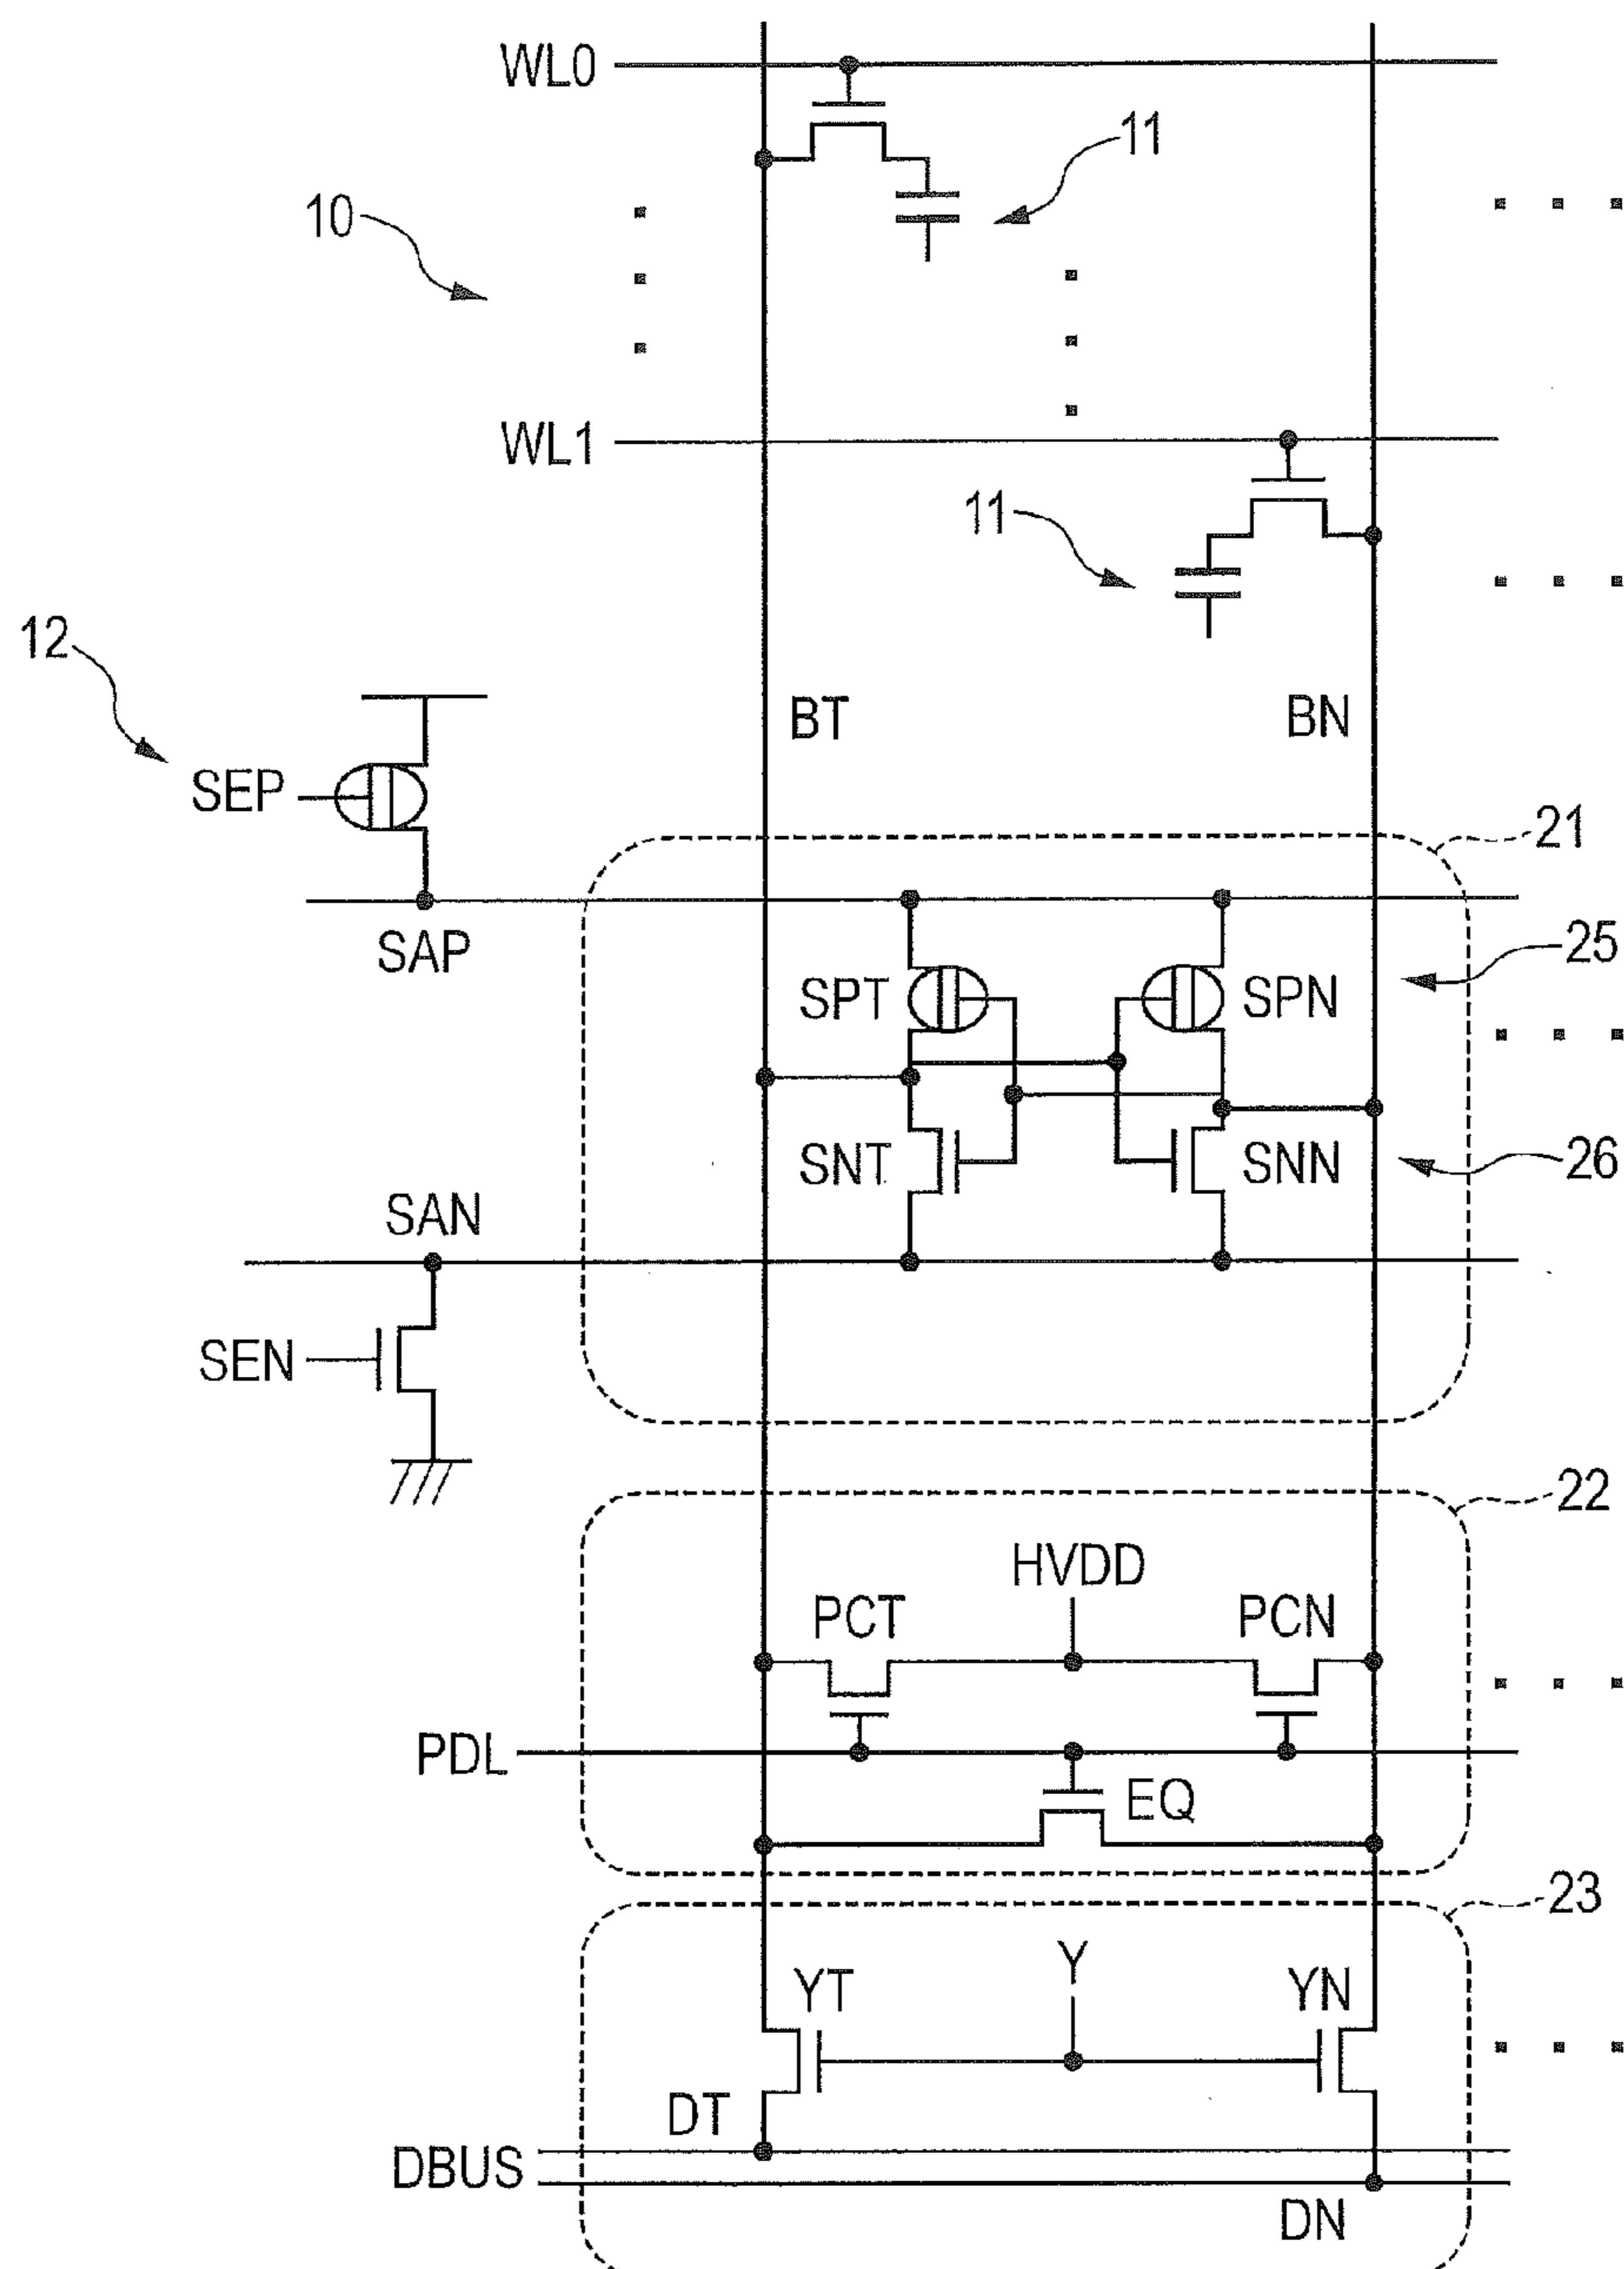 WL0
11
10
WL1
11
12
BT
BN
SEP
21
SAP
25
SPT
SPN
SNT
SNN
26
SAN
SEN
22
HVDD
PCT
PCN
PDL
EQ
23
Y
YT
YN
DT
DBUS
DN